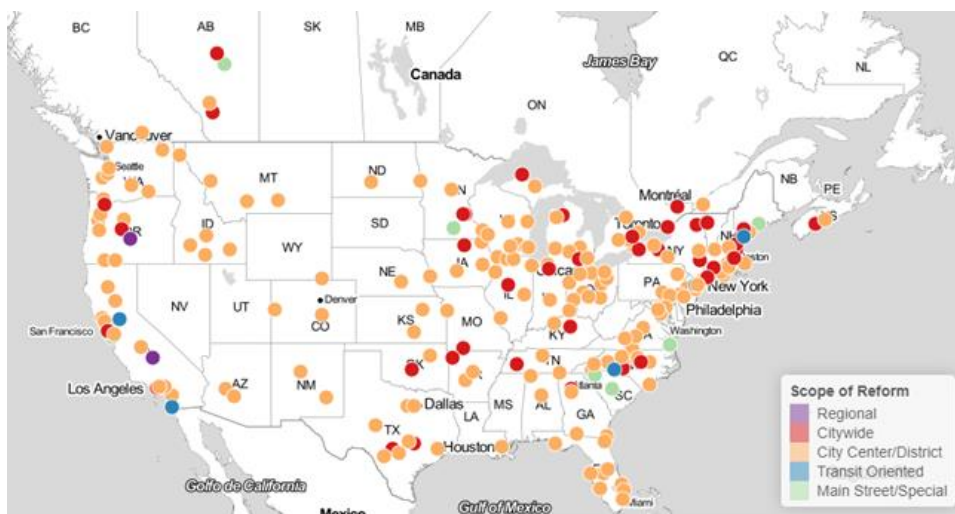 BC
AB
SK
MB
Canada
James Bay
ON
QC
NL
NB
PE
Vancouver
Seattle
MT
ND
Montréal
Toronto
ID
SD
WY
NE
NV
UT
Denver
CO
KS
MO
IL
PA
New York
Philadelphia
Washington
San Francisco
KY
TN
Los Angeles
AZ
NM
Dallas
MS
AL
GA
SC
Atlanta
LA
TX
Houston
Miami
Golfo de California
Gulf of Mexico
Mexico
Scope of Reform
Regional
Citywide
City Center/District
Transit Oriented
Main Street/Special